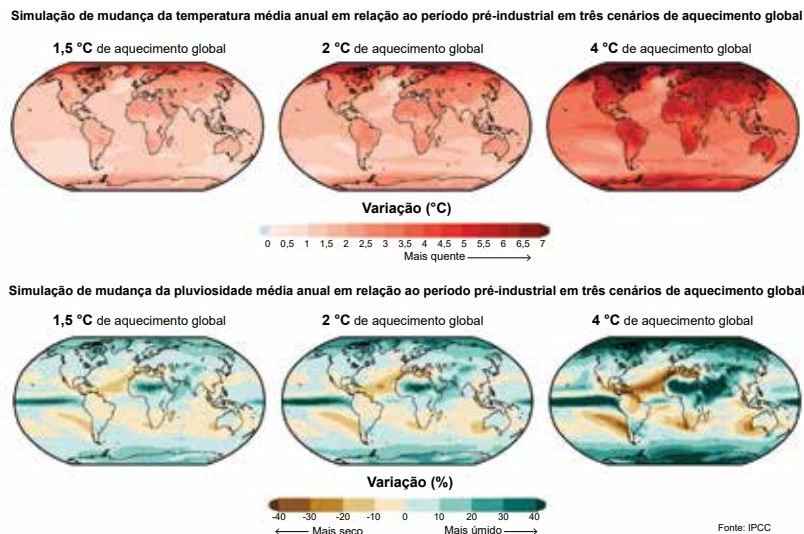 Simulação de mudança da temperatura média anual em relação ao período pré-industrial em três cenários de aquecimento global
1,5 °C de aquecimento global
2 °C de aquecimento global
4 °C de aquecimento global
Variação (°C)
0 0,5 1 1,5 2 2,5 3 3,5 4 4,5 5 5,5 6 6,5 7
Mais quente
Simulação de mudança da pluviosidade média anual em relação ao período pré-industrial em três cenários de aquecimento global
1,5 °C de aquecimento global
2 °C de aquecimento global
4 °C de aquecimento global
Variação (%)
-40 -30 -20 -10 0 10 20 30 40
Mais seco Mais úmido
Fonte: IPCC